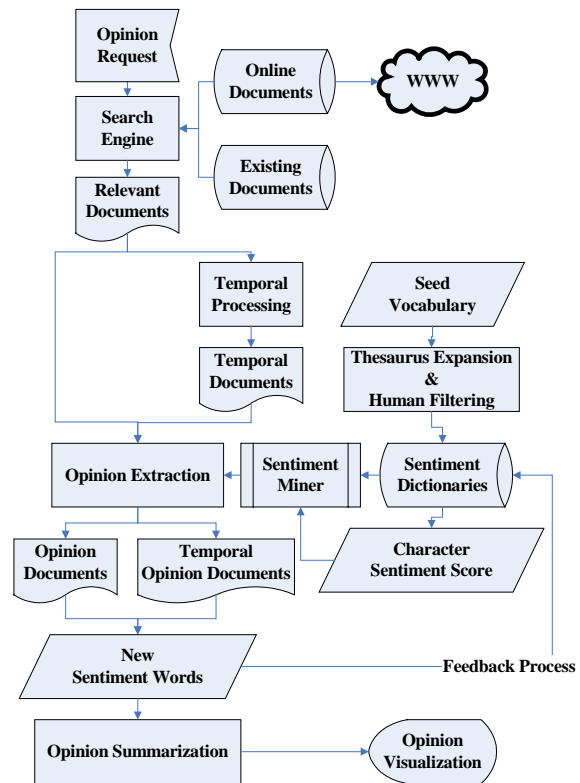 Opinion
Request
Online
Documents
WWW
Search
Engine
Existing
Documents
Relevant
Documents
Temporal
Processing
Seed
Vocabulary
Temporal
Documents
Thesaurus Expansion
&
Human Filtering
Opinion Extraction
Sentiment
Miner
Sentiment
Dictionaries
Opinion
Documents
Temporal
Opinion Documents
Character
Sentiment Score
New
Sentiment Words
Feedback Process
Opinion Summarization
Opinion
Visualization